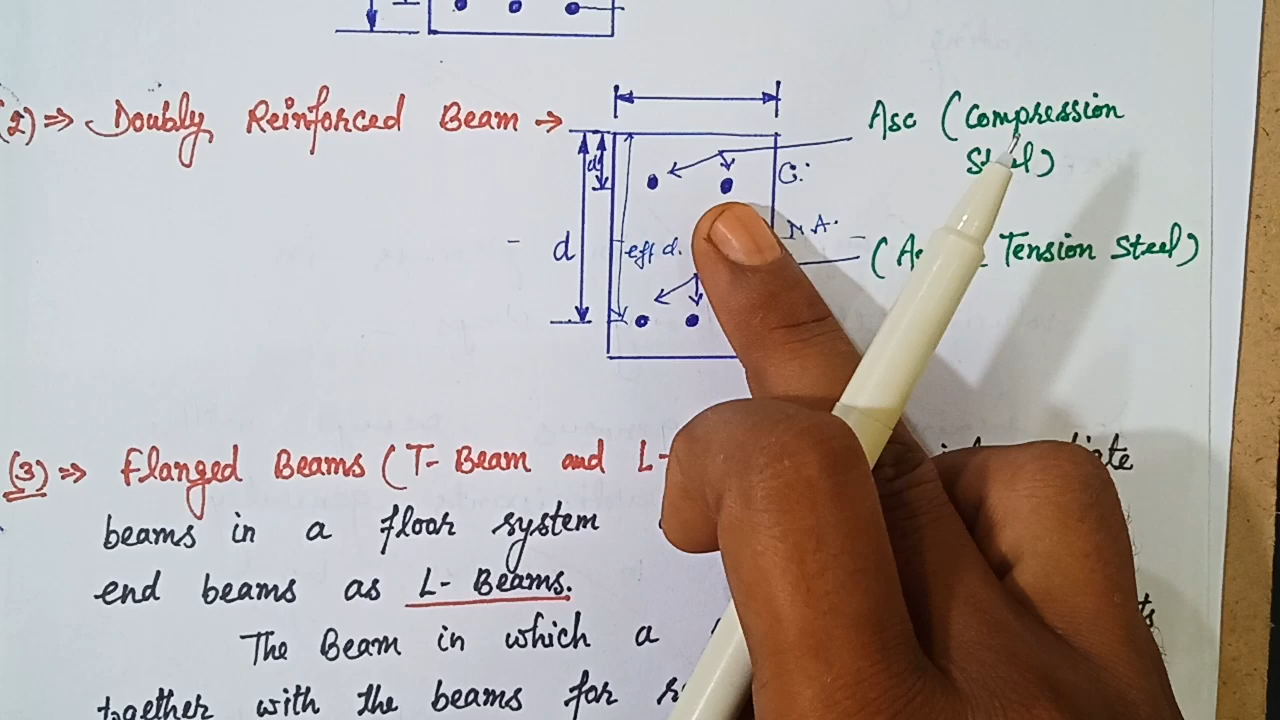 (2) ⇒ Doubly Reinforced Beam →
Asc (Compression
Steel)
d'
C.
N.A.
d
eff d.
Tension Steel)
(3) ⇒ Flanged Beams (T- Beam and L-
beams in a floor system
end beams as L- Beams.
The Beam in which a
together with the beams for